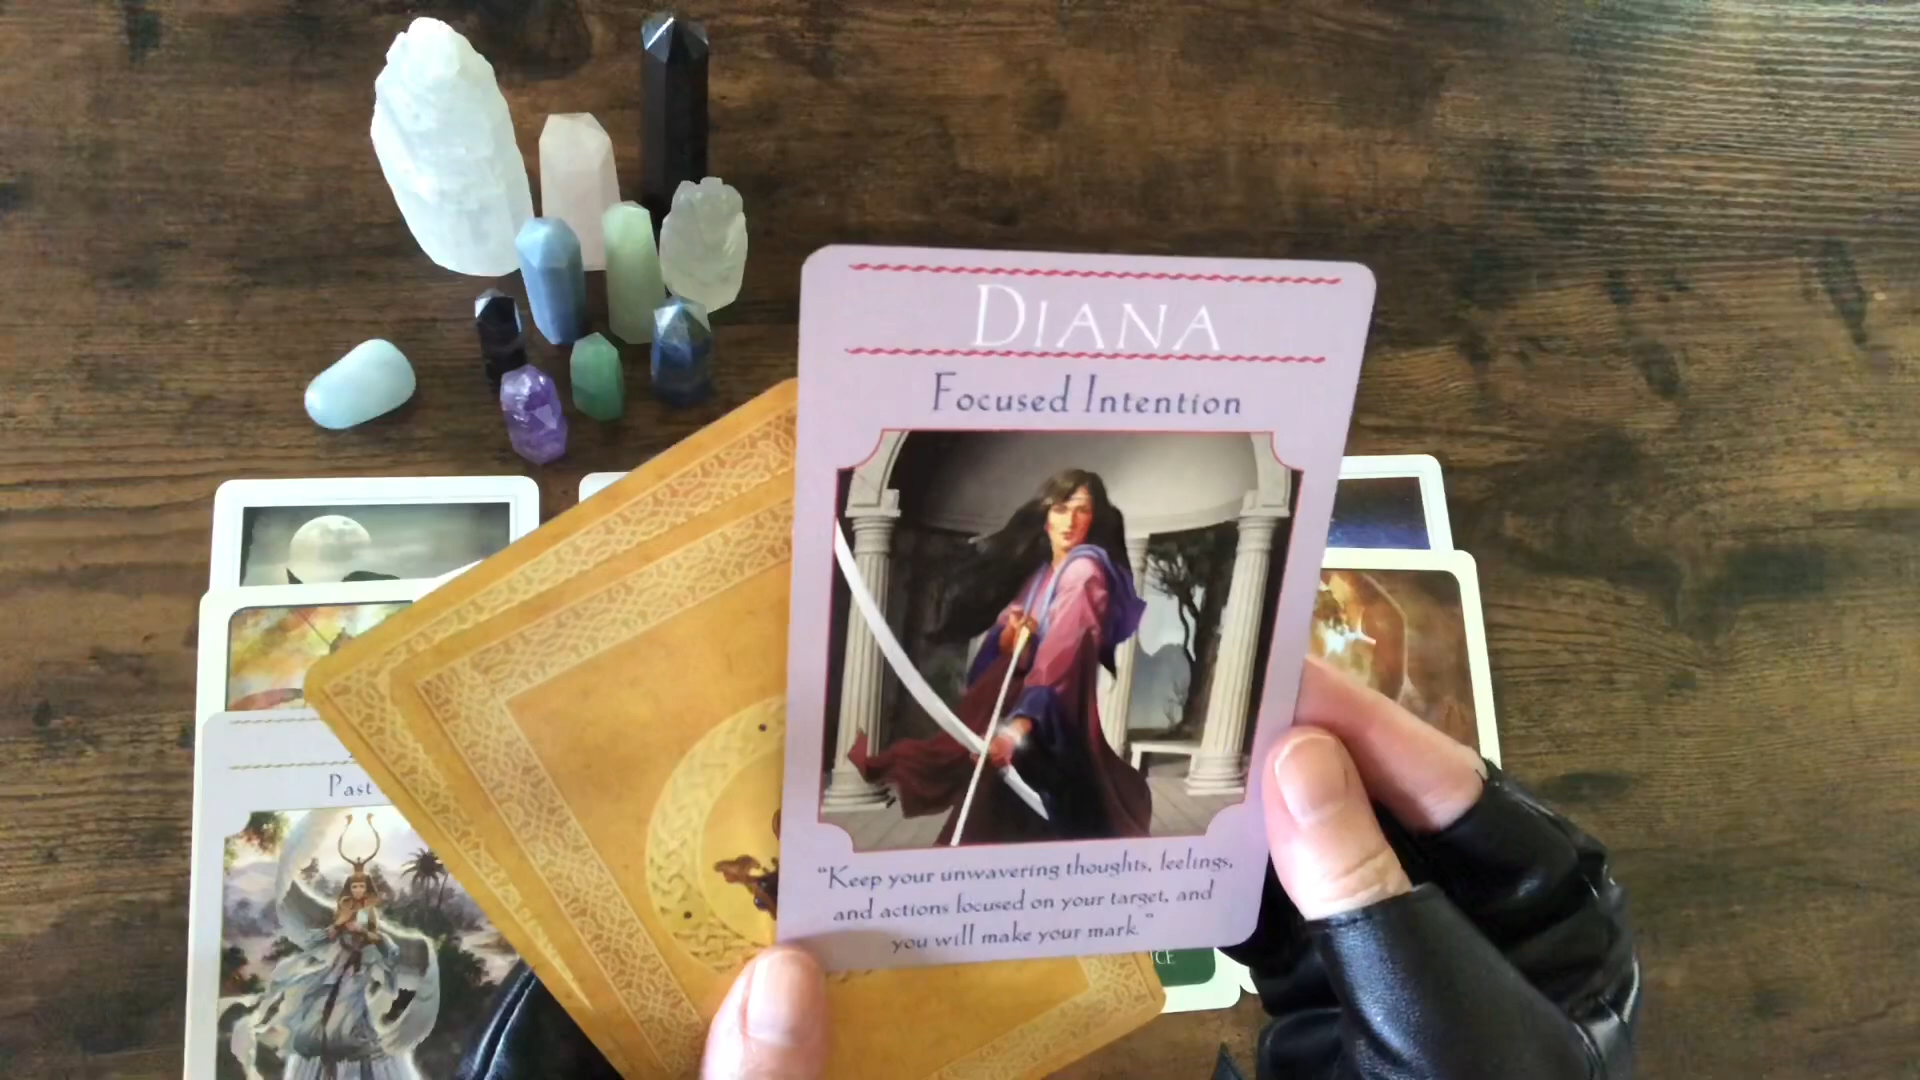 DIANA
Focused Intention
"Keep your unwavering thoughts, feelings,
and actions focused on your target, and
you will make your mark."
Past